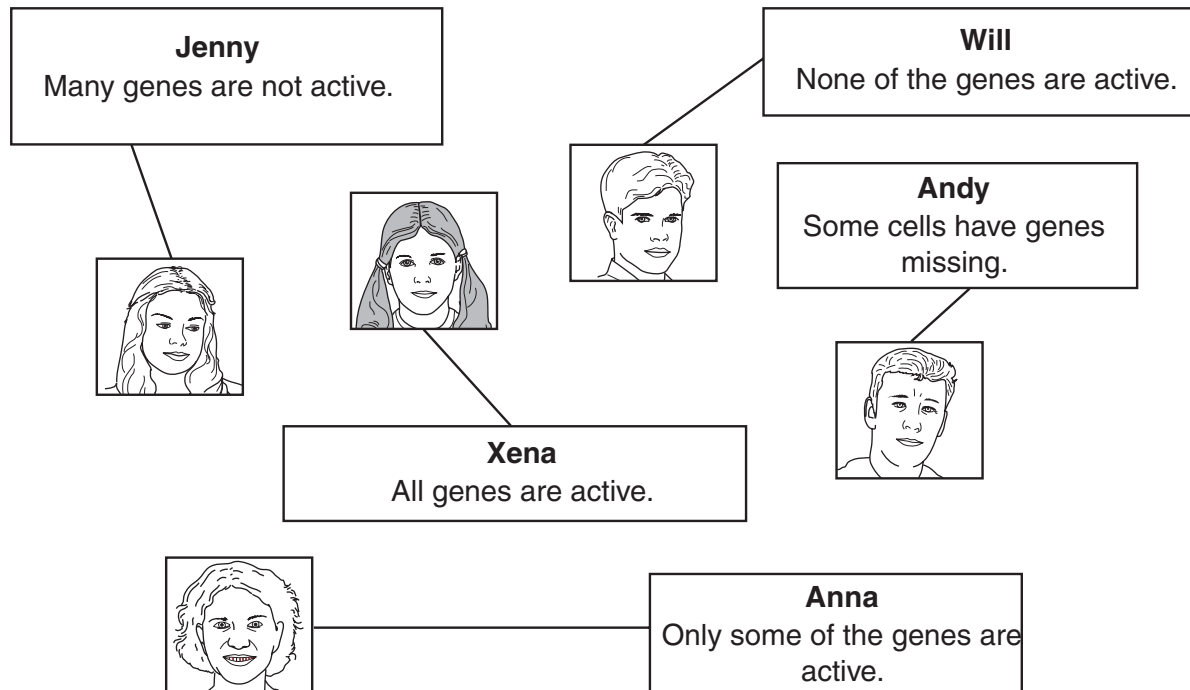 Jenny
Many genes are not active.
Will
None of the genes are active.
Andy
Some cells have genes
missing.
Xena
All genes are active.
Anna
Only some of the genes are
active.